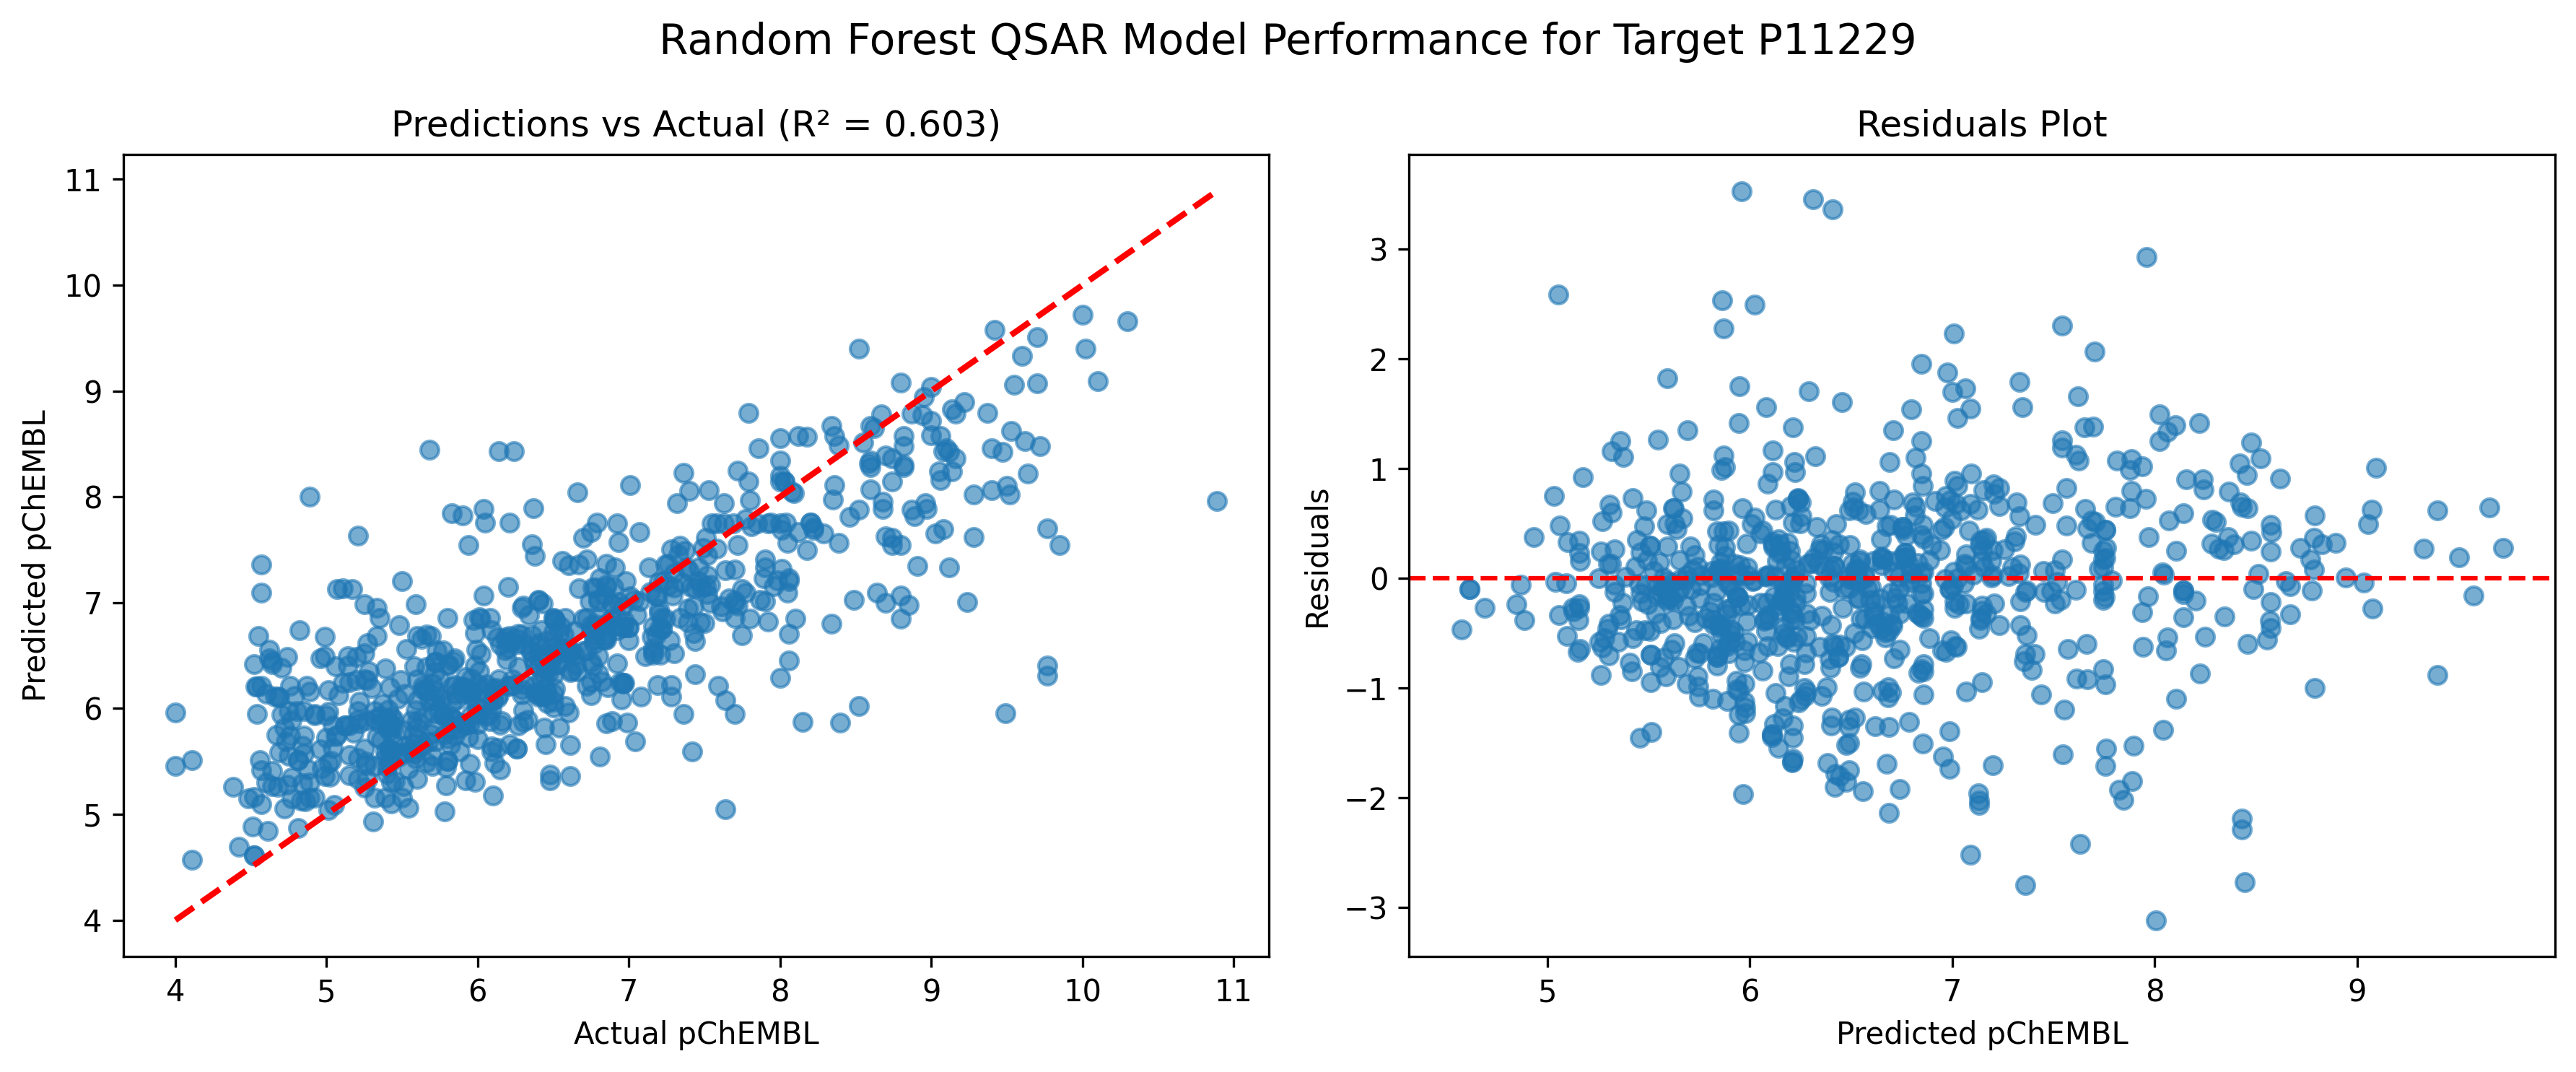 Random Forest QSAR Model Performance for Target P11229
Predictions vs Actual (R² = 0.603)
11
10
9
8
7
6
5
4
Predicted pChEMBL
4 5 6 7 8 9 10 11
Actual pChEMBL
Residuals Plot
3
2
1
0
−1
−2
−3
Residuals
5 6 7 8 9
Predicted pChEMBL